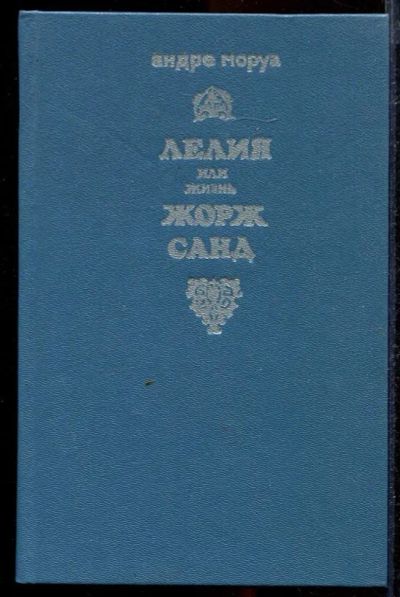 андре моруа
ЛЕЛИЯ
или
жизнь
ЖОРЖ
САНД